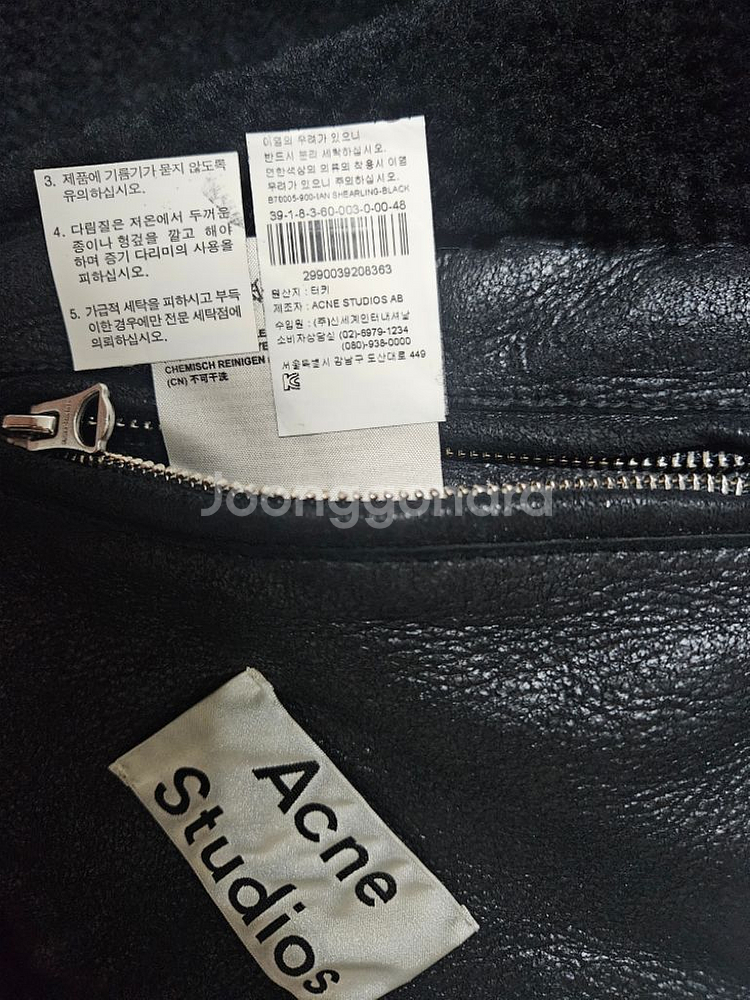 3. 제품에 기름기가 묻지 않도록
유의하십시오.
4. 다림질은 저온에서 두꺼운
종이나 헝겊을 깔고 해야
하며 증기 다리미의 사용을
피하십시오.
5. 가급적 세탁을 피하시고 부득
이한 경우에만 전문 세탁점에
의뢰하십시오.
이염의 우려가 있으니
반드시 분리 세탁하십시오.
연한색상의 의류와 착용시 이염
우려가 있으니 주의하십시오.
B70005-900-IAN SHEARLING-BLACK
39-1-8-3-60-003-0-00-48
2990039208363
원산지 : 터키
제조자 : ACNE STUDIOS AB
수입원 : (주)신세계인터내셔날
소비자상담실 (02)-6979-1234
(080)-938-0000
서울특별시 강남구 도산대로 449
CHEMISCH REINIGEN
(CN) 不可干洗
Joonggonara
Acne
Studios